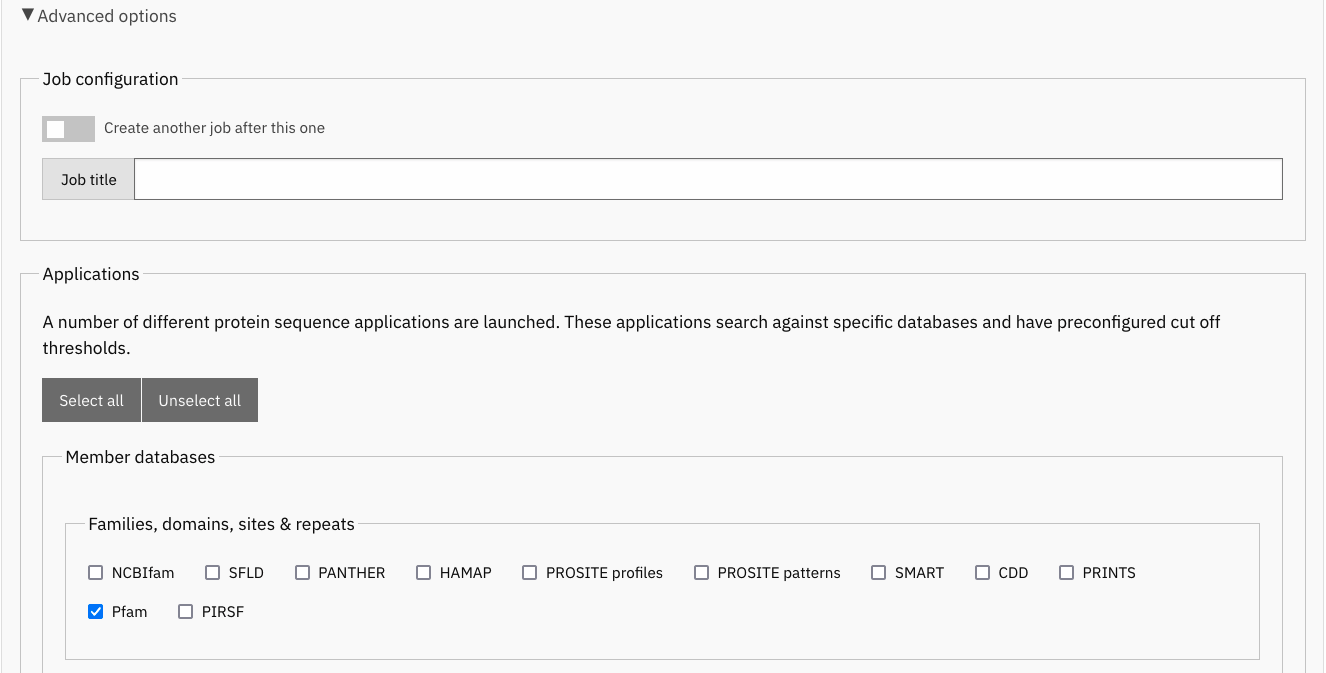 ▼Advanced options
Job configuration
Create another job after this one
Job title
Applications
A number of different protein sequence applications are launched. These applications search against specific databases and have preconfigured cut off
thresholds.
Select all Unselect all
Member databases
Families, domains, sites & repeats
NCBIfam SFLD PANTHER HAMAP PROSITE profiles PROSITE patterns SMART CDD PRINTS
Pfam PIRSF